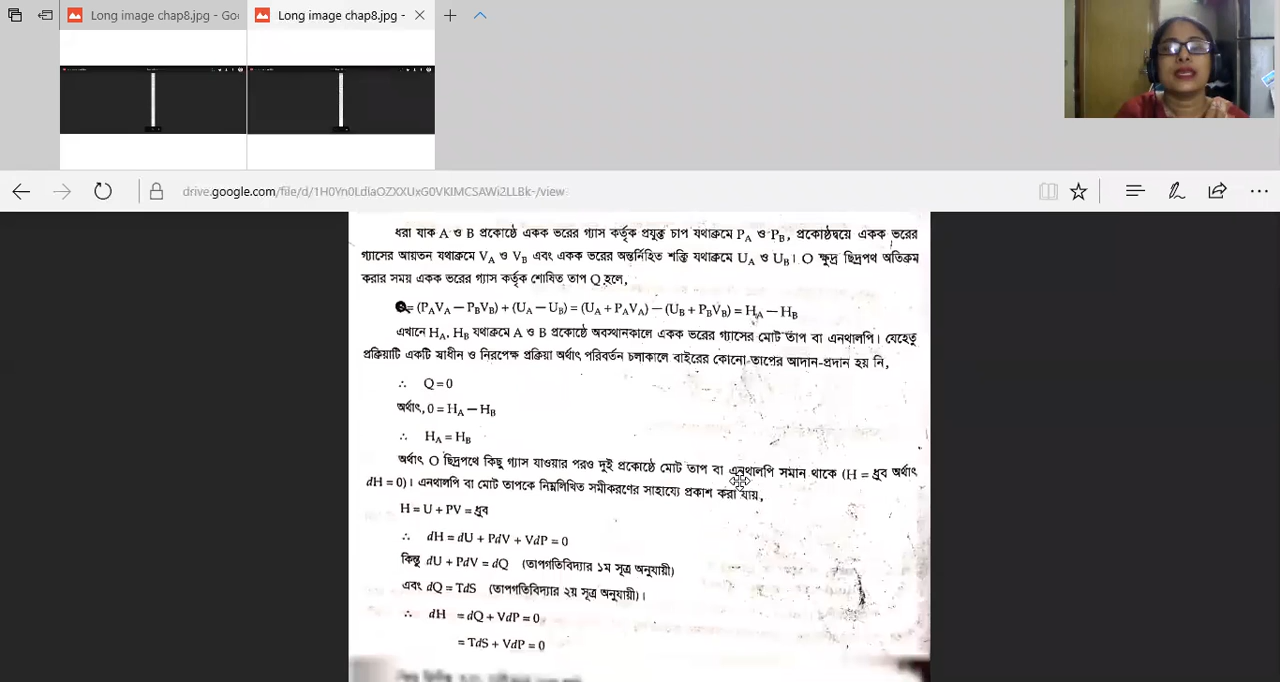 Long image chap8.jpg - Goo
Long image chap8.jpg -
drive.google.com/file/d/1H0Yn0LdlaOZXXUxG0VKIMCSAWi2LLBk-/view
ধরা যাক A ও B প্রকোষ্ঠে একক ভরের গ্যাস কর্তৃক প্রযুক্ত চাপ যথাক্রমে P_A ও P_B, প্রকোষ্ঠদ্বয়ে একক ভরের
গ্যাসের আয়তন যথাক্রমে V_A ও V_B এবং একক ভরের অন্তর্নিহিত শক্তি যথাক্রমে U_A ও U_B। O ক্ষুদ্র ছিদ্রপথ অতিক্রম
করার সময় একক ভরের গ্যাস কর্তৃক শোষিত তাপ Q হলে,
Q = (P_AV_A – P_BV_B) + (U_A – U_B) = (U_A + P_AV_A) – (U_B + P_BV_B) = H_A – H_B
এখানে H_A, H_B যথাক্রমে A ও B প্রকোষ্ঠে অবস্থানকালে একক ভরের গ্যাসের মোট তাপ বা এনথালপি। যেহেতু
প্রক্রিয়াটি একটি স্বাধীন ও নিরপেক্ষ প্রক্রিয়া অর্থাৎ পরিবর্তন চলাকালে বাইরের কোনো তাপের আদান-প্রদান হয় নি,
∴ Q = 0
অর্থাৎ, 0 = H_A – H_B
∴ H_A = H_B
অর্থাৎ O ছিদ্রপথে কিছু গ্যাস যাওয়ার পরও দুই প্রকোষ্ঠে মোট তাপ বা এনথালপি সমান থাকে (H = ধ্রুব অর্থাৎ
dH = 0)। এনথালপি বা মোট তাপকে নিম্নলিখিত সমীকরণের সাহায্যে প্রকাশ করা যায়,
H = U + PV = ধ্রুব
∴ dH = dU + PdV + VdP = 0
কিন্তু dU + PdV = dQ (তাপগতিবিদ্যার ১ম সূত্র অনুযায়ী)
এবং dQ = TdS (তাপগতিবিদ্যার ২য় সূত্র অনুযায়ী)।
∴ dH = dQ + VdP = 0
= TdS + VdP = 0